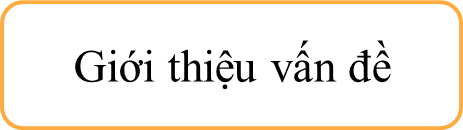 Giới thiệu vấn đề